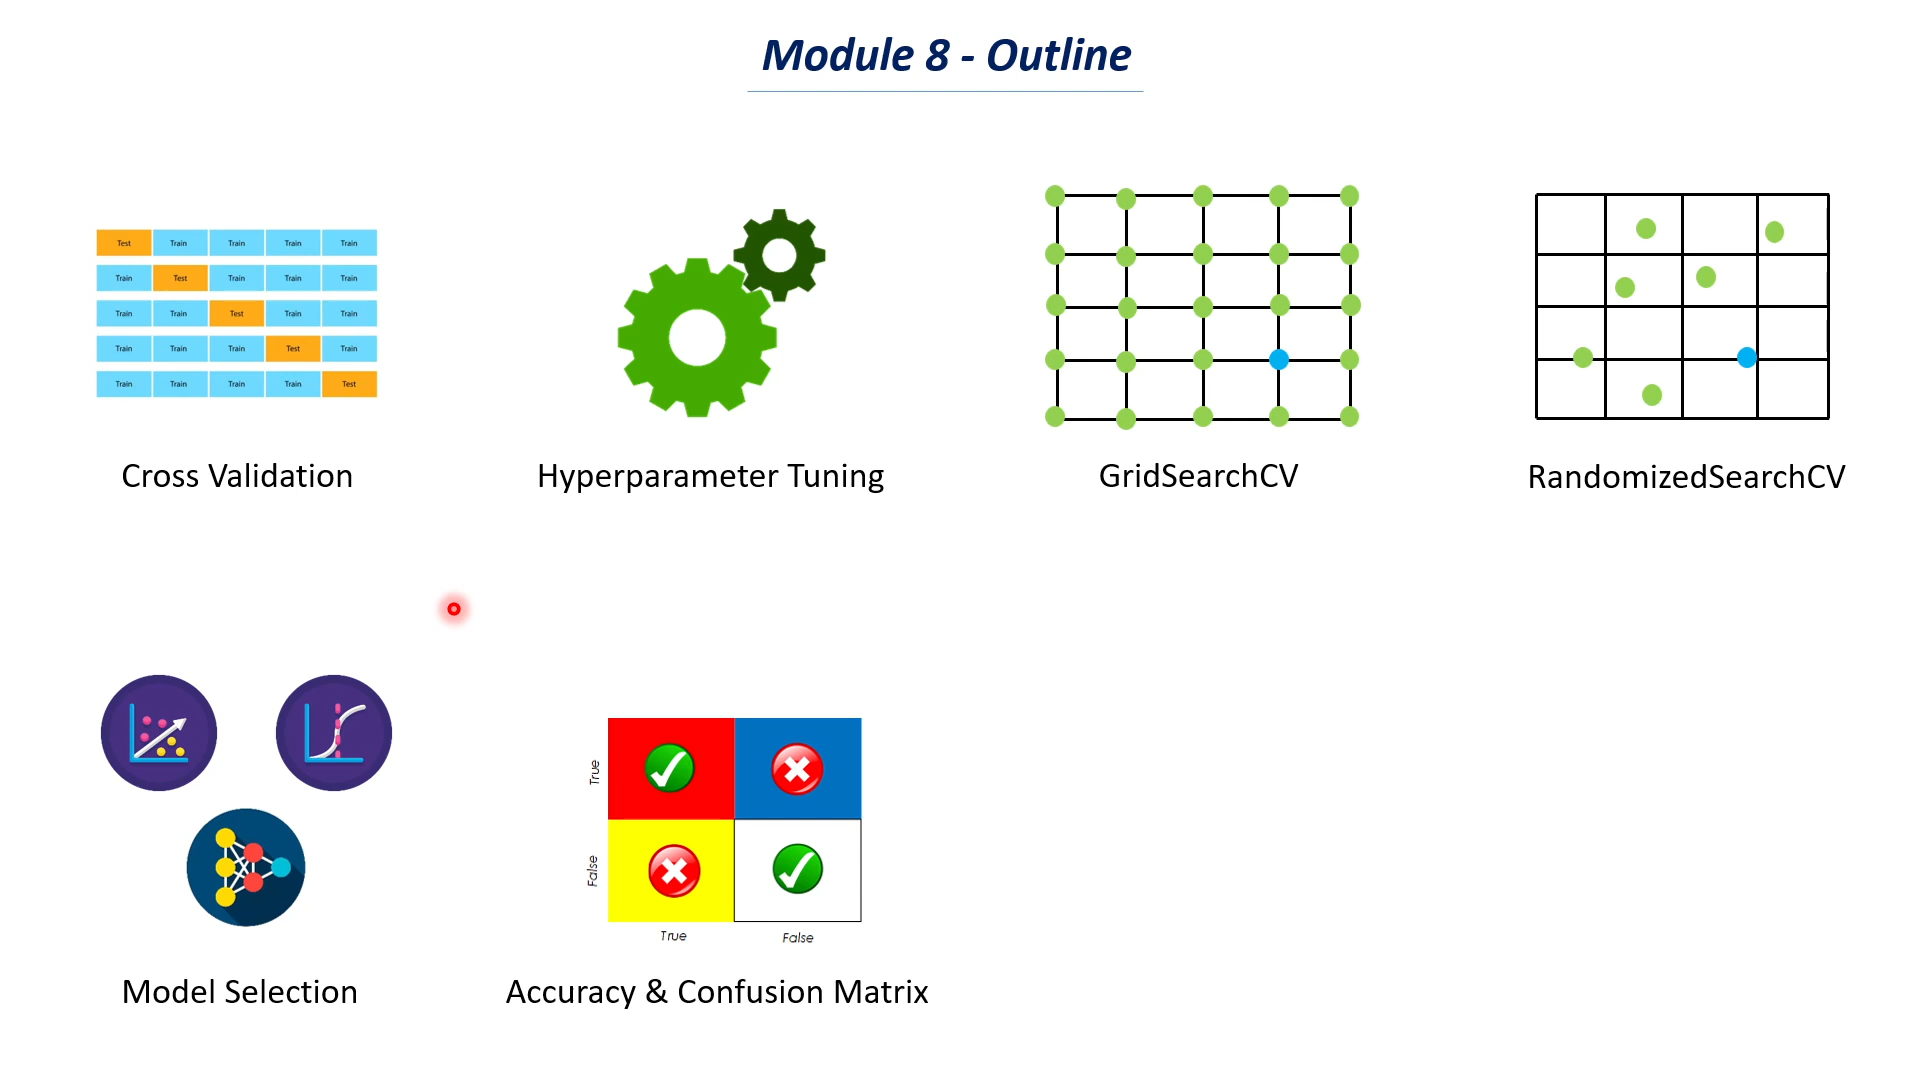 Module 8 - Outline
Test Train Train Train Train
Train Test Train Train Train
Train Train Test Train Train
Train Train Train Test Train
Train Train Train Train Test
Cross Validation
Hyperparameter Tuning
GridSearchCV
RandomizedSearchCV
Model Selection
True
False
True
False
Accuracy & Confusion Matrix